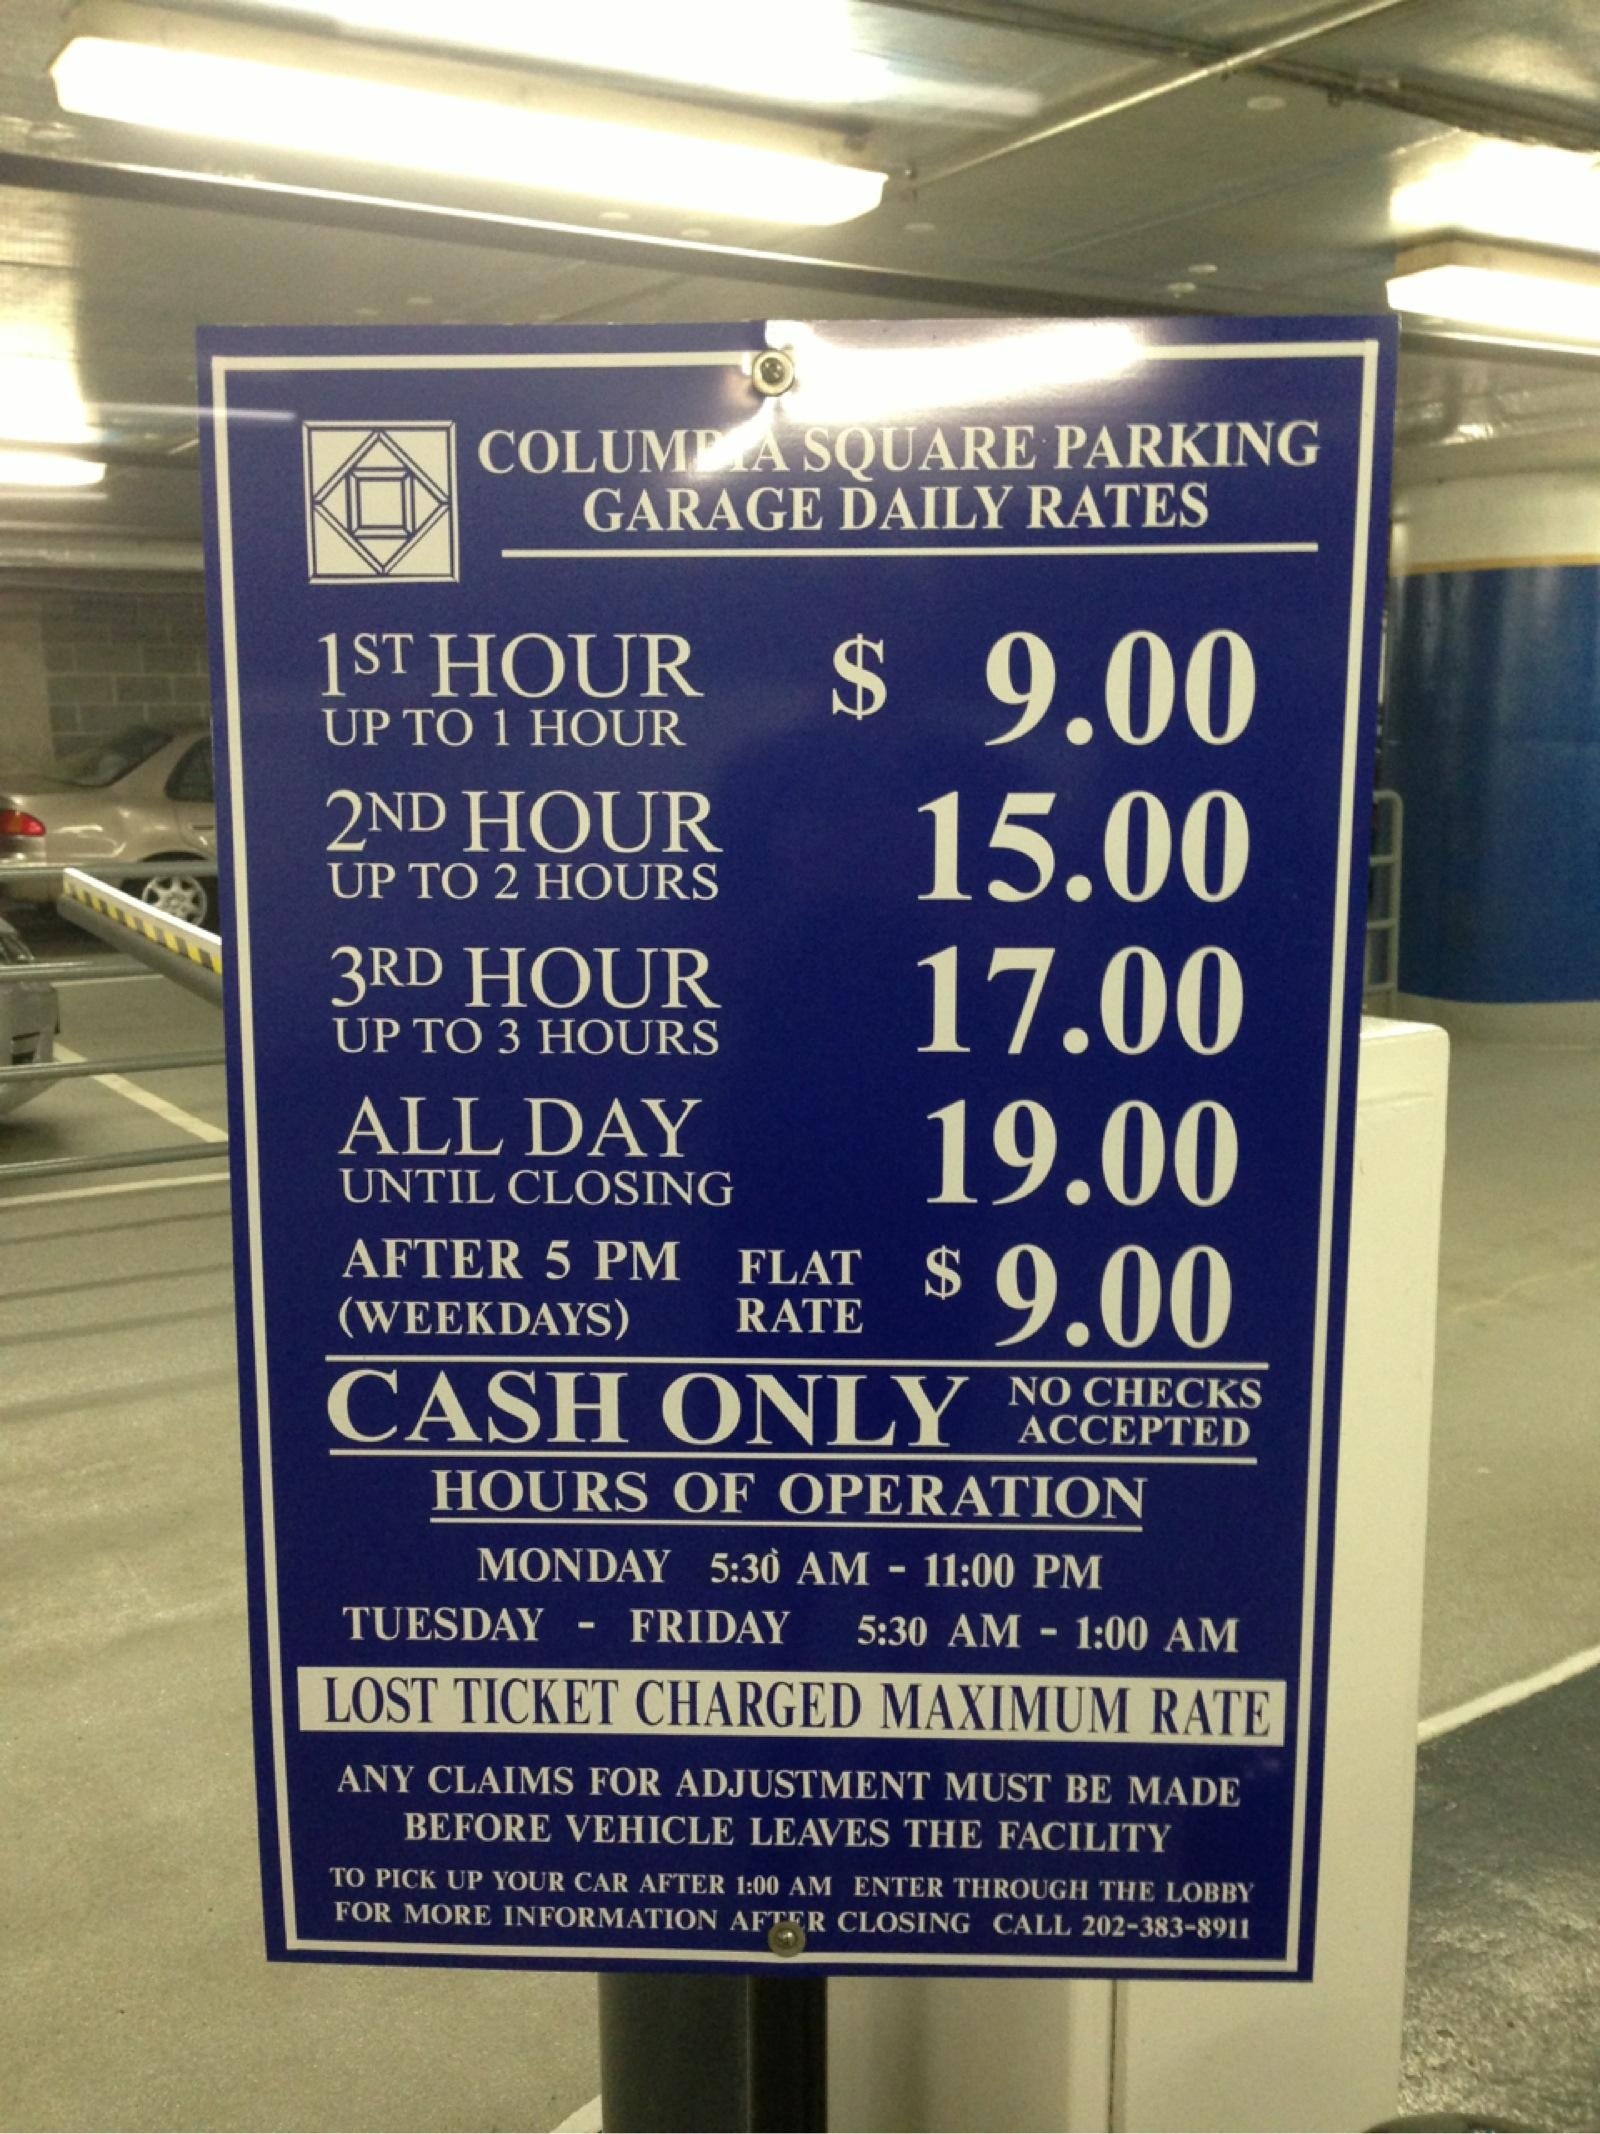 COLUMBIA SQUARE PARKING
GARAGE DAILY RATES
1ST HOUR $ 9.00
UP TO 1 HOUR
2ND HOUR 15.00
UP TO 2 HOURS
3RD HOUR 17.00
UP TO 3 HOURS
ALL DAY 19.00
UNTIL CLOSING
AFTER 5 PM FLAT $ 9.00
(WEEKDAYS) RATE
CASH ONLY NO CHECKS
ACCEPTED
HOURS OF OPERATION
MONDAY 5:30 AM - 11:00 PM
TUESDAY - FRIDAY 5:30 AM - 1:00 AM
LOST TICKET CHARGED MAXIMUM RATE
ANY CLAIMS FOR ADJUSTMENT MUST BE MADE
BEFORE VEHICLE LEAVES THE FACILITY
TO PICK UP YOUR CAR AFTER 1:00 AM ENTER THROUGH THE LOBBY
FOR MORE INFORMATION AFTER CLOSING CALL 202-383-8911